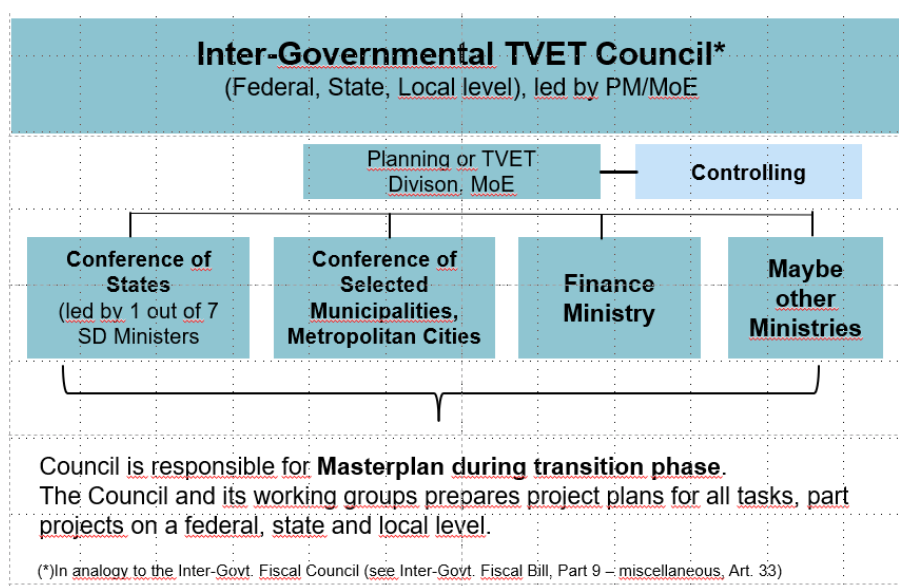 Inter-Governmental TVET Council*
(Federal, State, Local level), led by PM/MoE
Planning or TVET
Divison, MoE
Controlling
Conference of
States
(led by 1 out of 7
SD Ministers
Conference of
Selected
Municipalities,
Metropolitan Cities
Finance
Ministry
Maybe
other
Ministries
Council is responsible for Masterplan during transition phase.
The Council and its working groups prepares project plans for all tasks, part
projects on a federal, state and local level.
(*)In analogy to the Inter-Govt. Fiscal Council (see Inter-Govt. Fiscal Bill, Part 9 – miscellaneous, Art. 33)